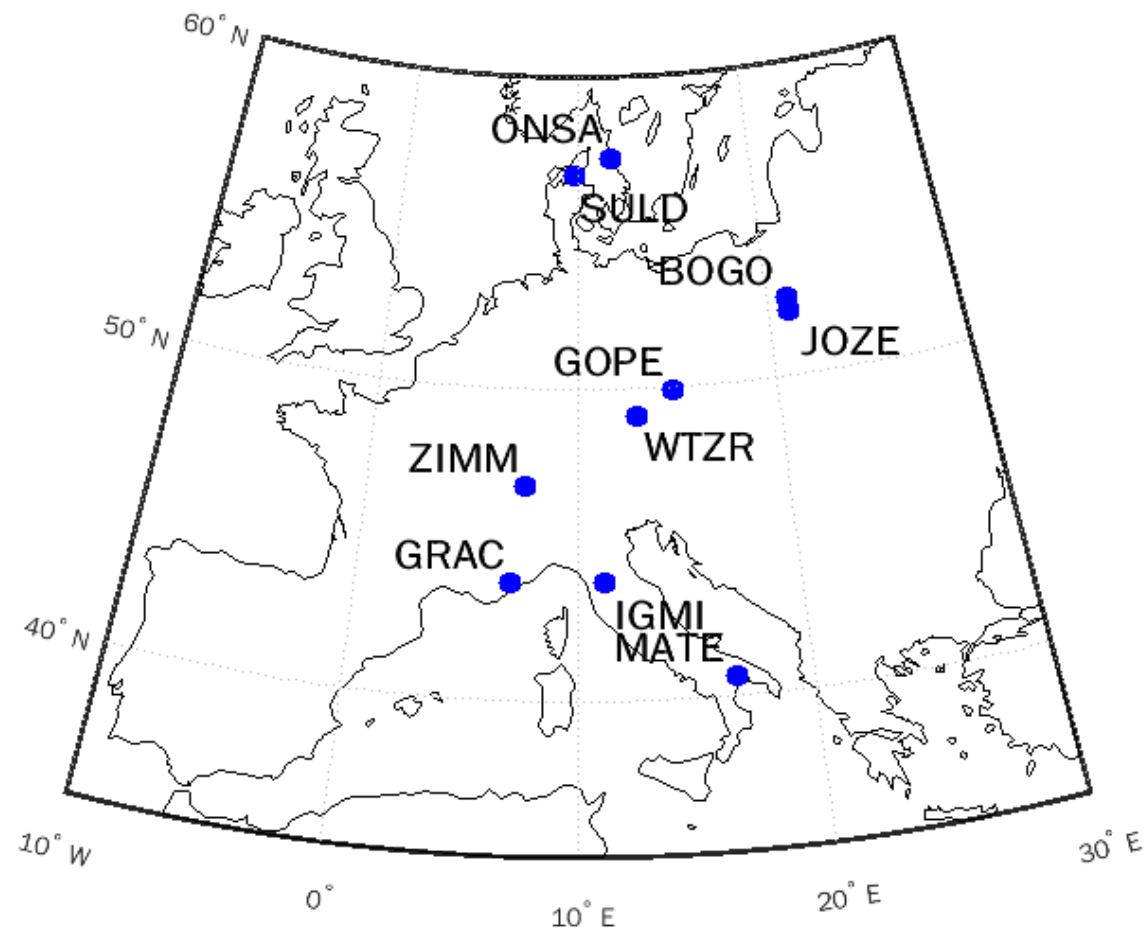 60° N
ONSA
SULD
BOGO
50° N
JOZE
GOPE
WTZR
ZIMM
GRAC
IGMI
40° N
MATE
10° W
30° E
0°
20° E
10° E